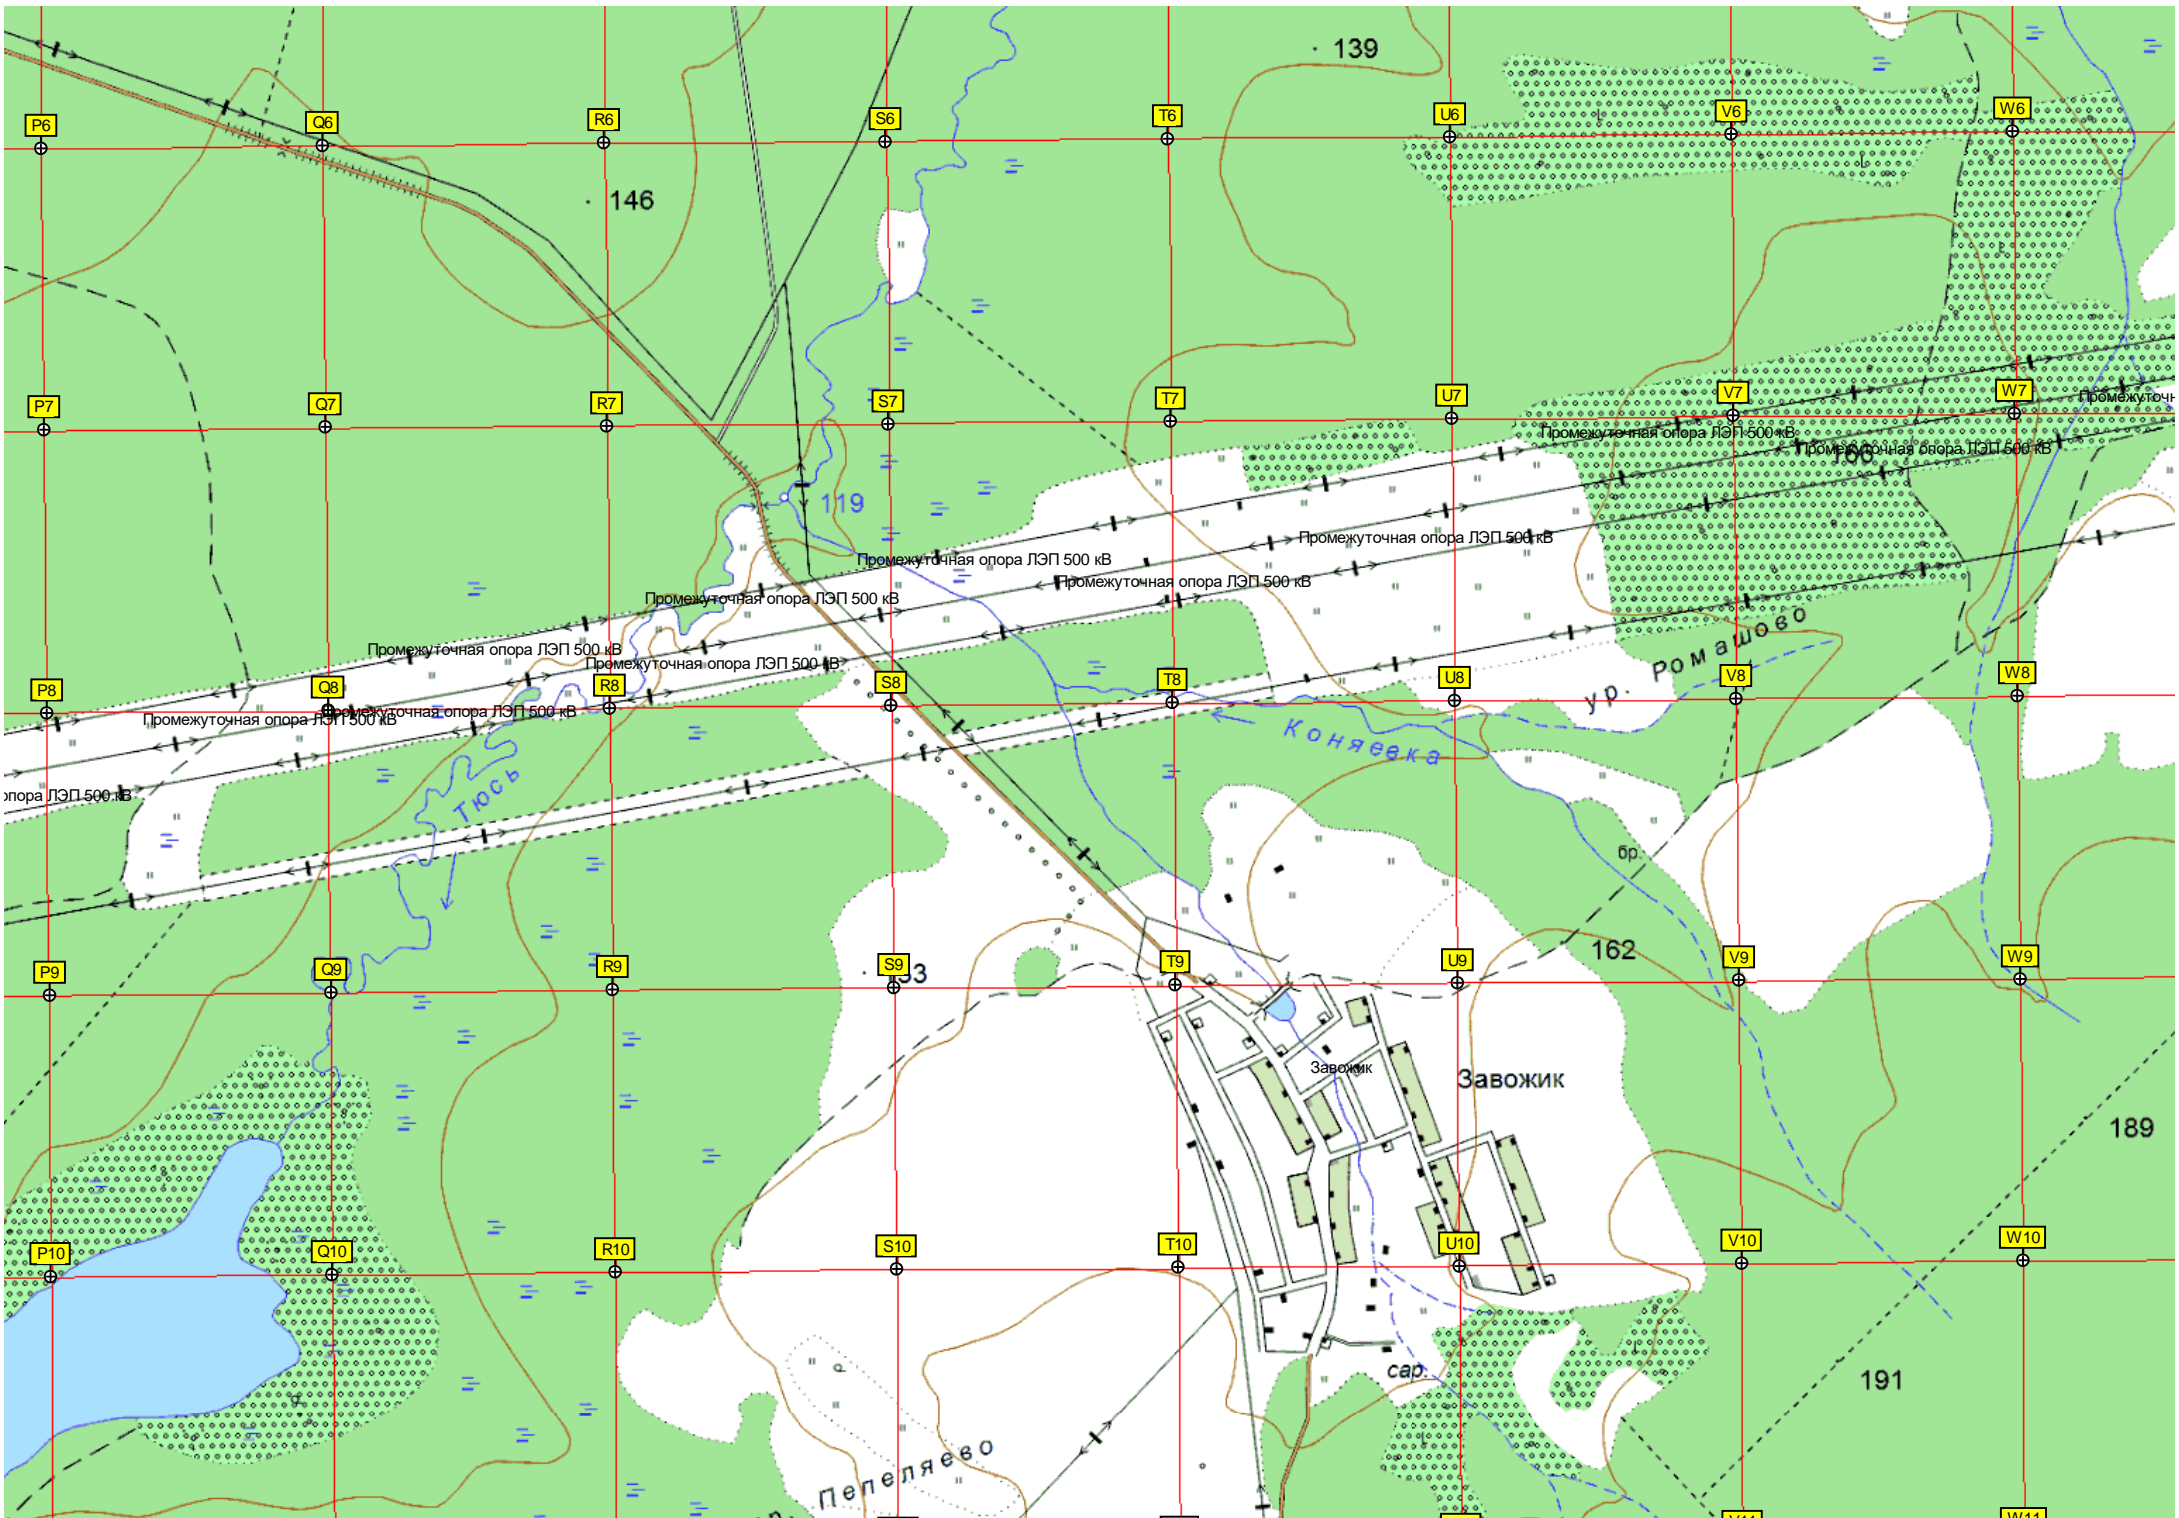 139
P6
Q6
R6
S6
T6
U6
V6
W6
146
P7
Q7
R7
S7
T7
U7
V7
W7
Промежуточн
Промежуточная опора ЛЭП 500 кВ
Промежуточная опора ЛЭП 500 кВ
119
Промежуточная опора ЛЭП 500 кВ
Промежуточная опора ЛЭП 500 кВ
Промежуточная опора ЛЭП 500 кВ
Промежуточная опора ЛЭП 500 кВ
Промежуточная опора ЛЭП 500 кВ
Промежуточная опора ЛЭП 500 кВ
ур. Ромашово
P8
Q8
R8
S8
T8
U8
V8
W8
Промежуточная опора ЛЭП 500 кВ
Промежуточная опора ЛЭП 500 кВ
Коняевка
Тюсь
опора ЛЭП 500 кВ
бр.
162
P9
Q9
R9
S9
T9
U9
V9
W9
Завожик
Завожик
189
P10
Q10
R10
S10
T10
U10
V10
W10
сар.
191
р. Пепеляево
V11
W11